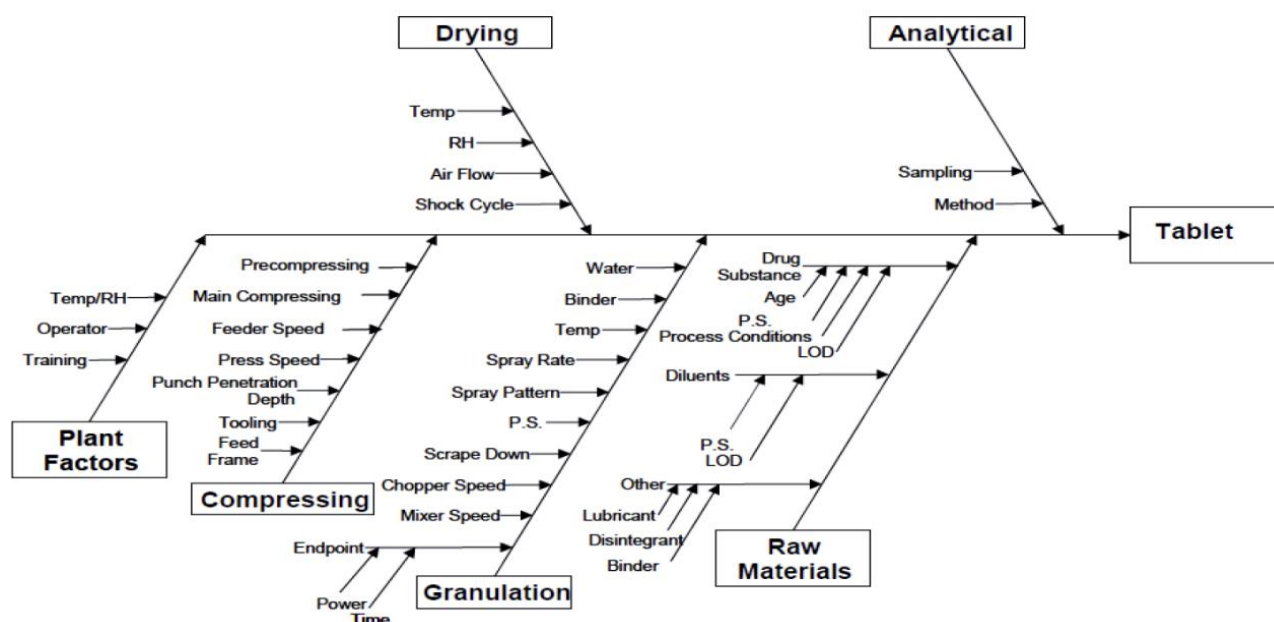 Drying
Analytical
Temp
RH
Air Flow
Shock Cycle
Sampling
Method
Tablet
Temp/RH
Operator
Training
Plant
Factors
Precompressing
Main Compressing
Feeder Speed
Press Speed
Punch Penetration
Depth
Tooling
Feed
Frame
Compressing
Water
Binder
Temp
Spray Rate
Spray Pattern
P.S.
Scrape Down
Chopper Speed
Mixer Speed
Endpoint
Power
Time
Granulation
Drug
Substance
Age
P.S.
Process Conditions
LOD
Diluents
P.S.
LOD
Other
Lubricant
Disintegrant
Binder
Raw
Materials